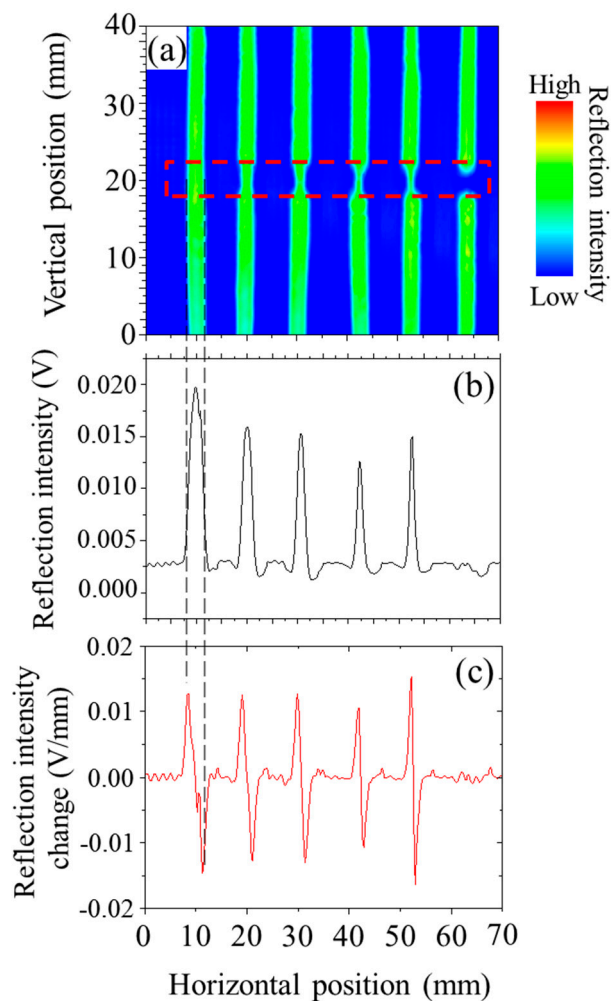 (a)
Vertical position (mm)
40
30
20
10
0
High
Low
Reflection intensity
(b)
Reflection intensity (V)
0.020
0.015
0.010
0.005
0.000
(c)
Reflection intensity
change (V/mm)
0.02
0.01
0.00
-0.01
-0.02
0 10 20 30 40 50 60 70
Horizontal position (mm)